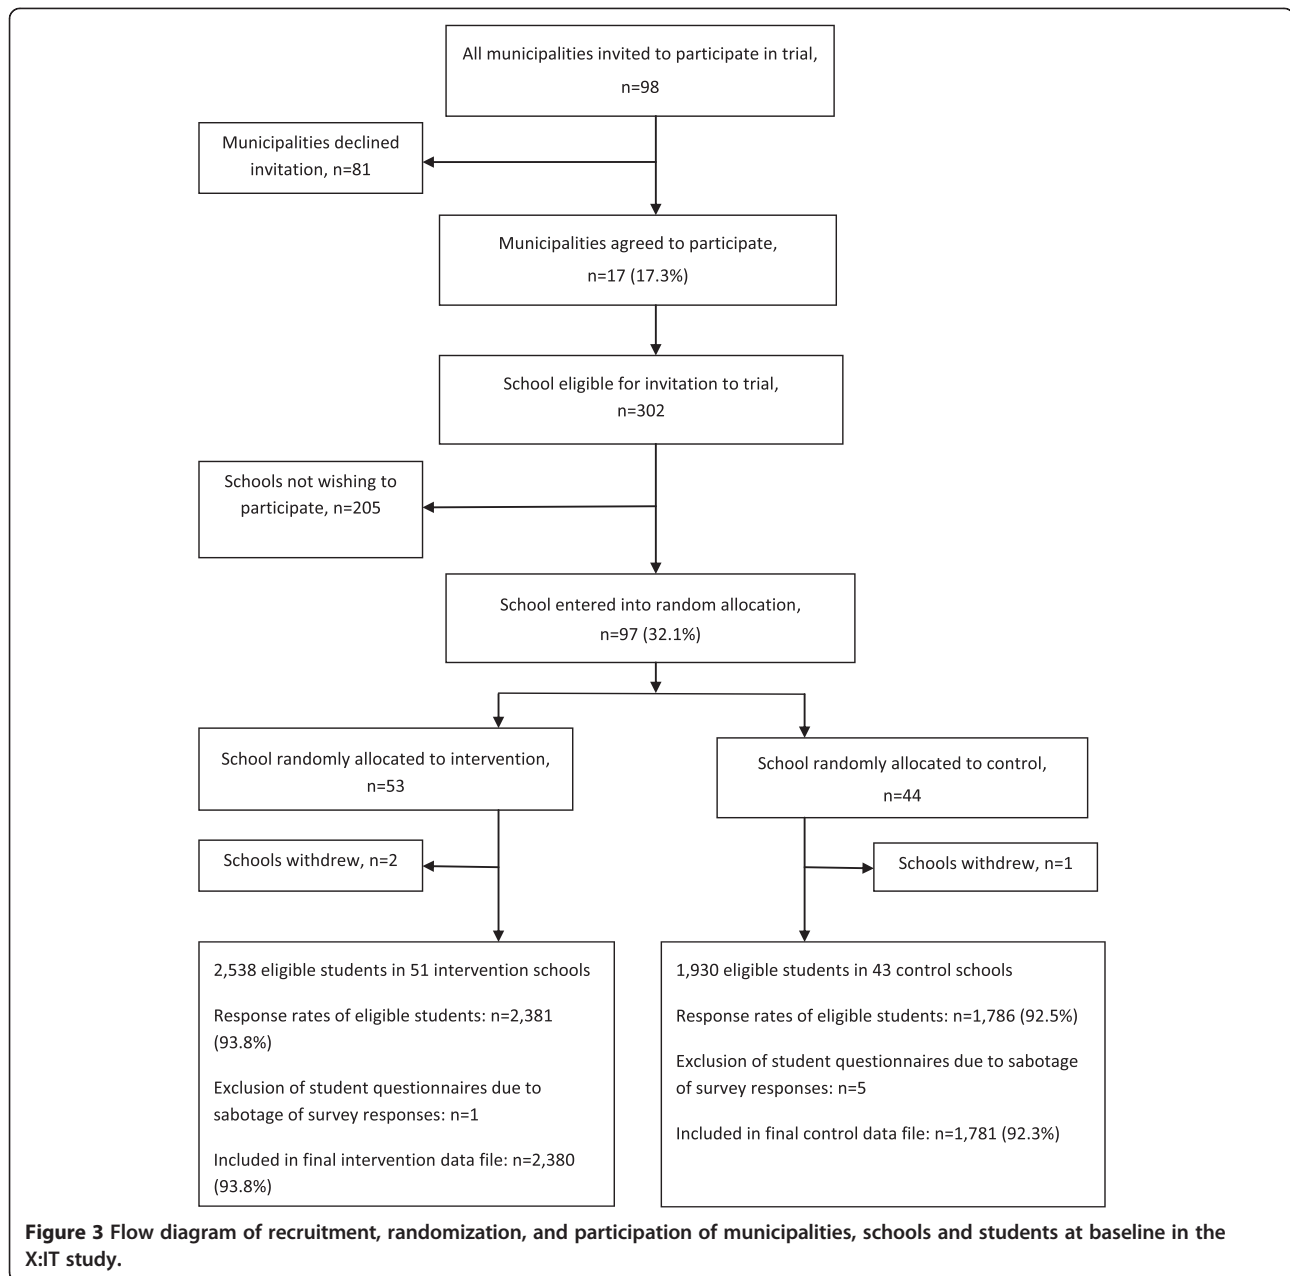 All municipalities invited to participate in trial,
n=98
Municipalities declined
invitation, n=81
Municipalities agreed to participate,
n=17 (17.3%)
School eligible for invitation to trial,
n=302
Schools not wishing to
participate, n=205
School entered into random allocation,
n=97 (32.1%)
School randomly allocated to intervention,
n=53
School randomly allocated to control,
n=44
Schools withdrew, n=2
Schools withdrew, n=1
2,538 eligible students in 51 intervention schools
Response rates of eligible students: n=2,381
(93.8%)
Exclusion of student questionnaires due to
sabotage of survey responses: n=1
Included in final intervention data file: n=2,380
(93.8%)
1,930 eligible students in 43 control schools
Response rates of eligible students: n=1,786 (92.5%)
Exclusion of student questionnaires due to sabotage
of survey responses: n=5
Included in final control data file: n=1,781 (92.3%)
Figure 3 Flow diagram of recruitment, randomization, and participation of municipalities, schools and students at baseline in the
X:IT study.